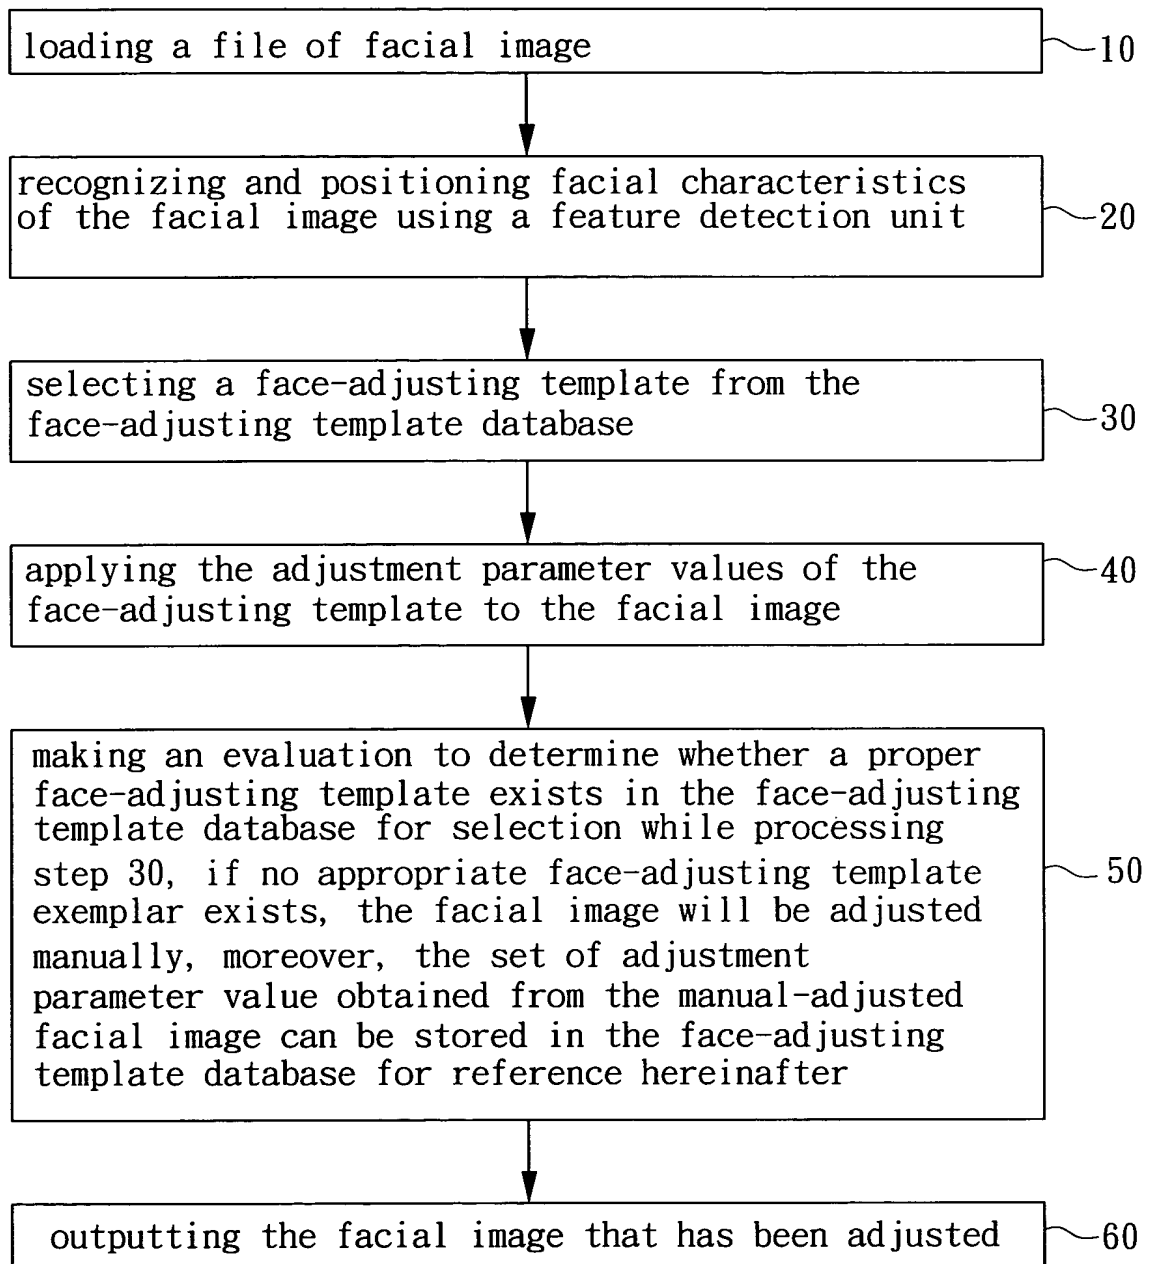 loading a file of facial image
10
recognizing and positioning facial characteristics
of the facial image using a feature detection unit
20
selecting a face-adjusting template from the
face-adjusting template database
30
applying the adjustment parameter values of the
face-adjusting template to the facial image
40
making an evaluation to determine whether a proper
face-adjusting template exists in the face-adjusting
template database for selection while processing
step 30, if no appropriate face-adjusting template
exemplar exists, the facial image will be adjusted
manually, moreover, the set of adjustment
parameter value obtained from the manual-adjusted
facial image can be stored in the face-adjusting
template database for reference hereinafter
50
outputting the facial image that has been adjusted
60